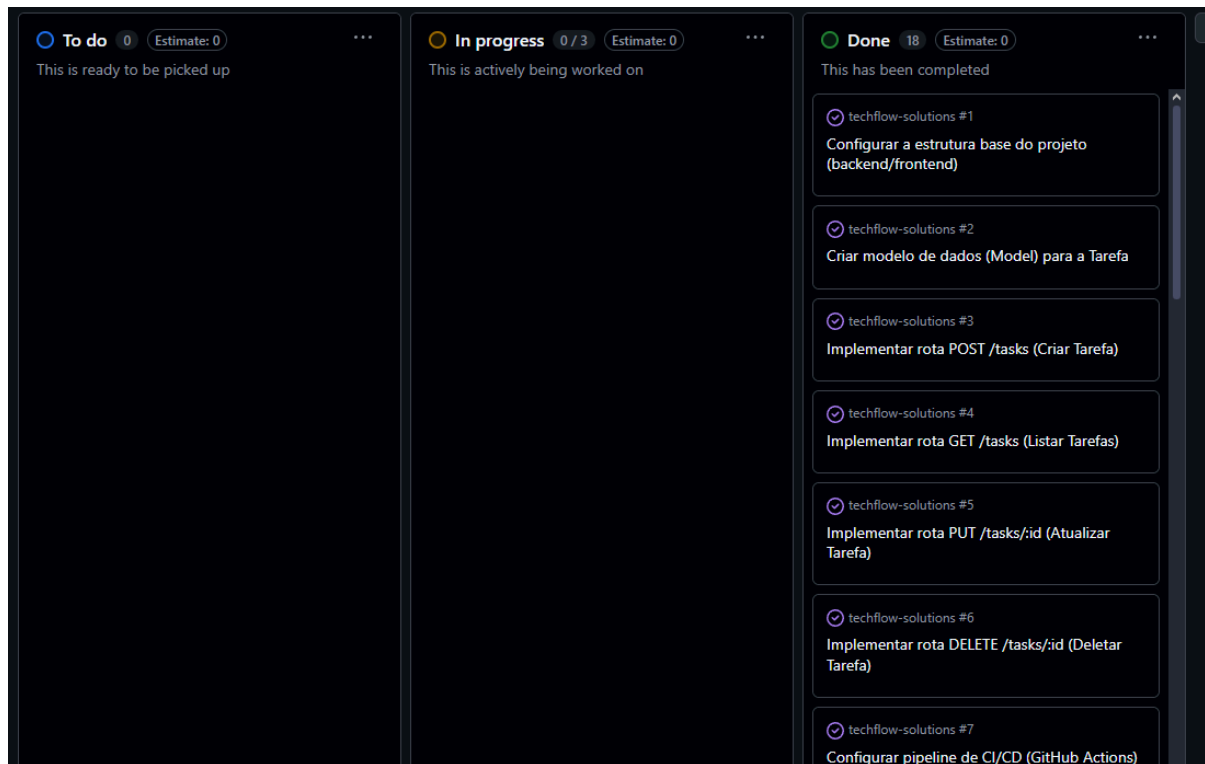 To do 0 Estimate: 0 ...
This is ready to be picked up
In progress 0 / 3 Estimate: 0 ...
This is actively being worked on
Done 18 Estimate: 0 ...
This has been completed
techflow-solutions #1
Configurar a estrutura base do projeto
(backend/frontend)
techflow-solutions #2
Criar modelo de dados (Model) para a Tarefa
techflow-solutions #3
Implementar rota POST /tasks (Criar Tarefa)
techflow-solutions #4
Implementar rota GET /tasks (Listar Tarefas)
techflow-solutions #5
Implementar rota PUT /tasks/:id (Atualizar
Tarefa)
techflow-solutions #6
Implementar rota DELETE /tasks/:id (Deletar
Tarefa)
techflow-solutions #7
Configurar pipeline de CI/CD (GitHub Actions)